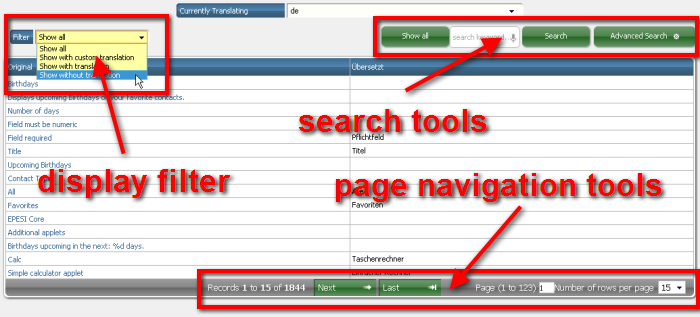 Currently Translating de
Filter Show all
Show all search keyword... Search Advanced Search
Show all
Show with custom translation
Show with translation
Show without translation
Original Übersetzt
Birthdays
Displays upcoming birthdays of your favorite contacts.
Number of days
Field must be numeric
search tools
Field required Pflichtfeld
Title Titel
Upcoming Birthdays
Contact
display filter
page navigation tools
All
Favorites Favoriten
EPESI Core
Additional applets
Birthdays upcoming in the next: %d days.
Calc Taschenrechner
Simple calculator applet Einfacher Rechner
Records 1 to 15 of 1844 Next Last Page (1 to 123) 1 Number of rows per page 15